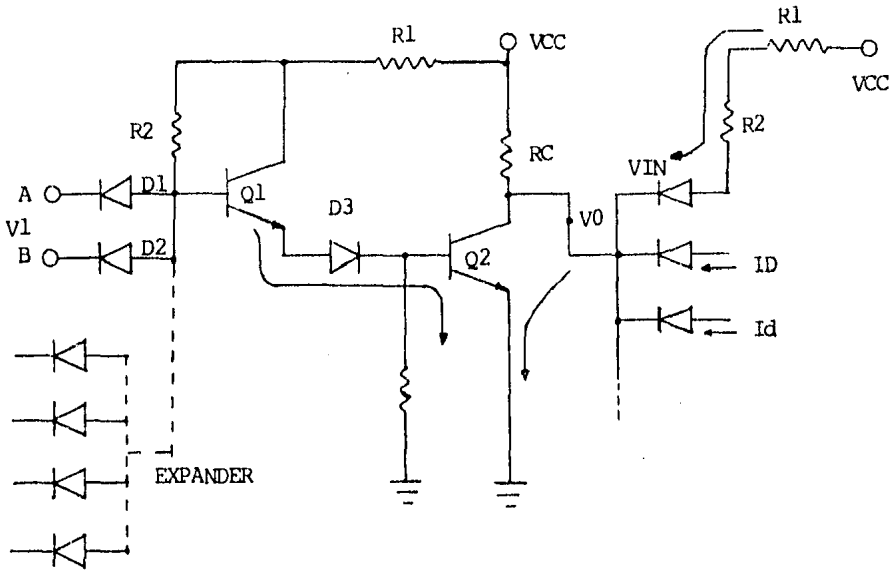 R1
VCC
R1
VCC
R2
RC
R2
VIN
A
D1
Q1
D3
V1
V0
B
D2
Q2
ID
Id
EXPANDER